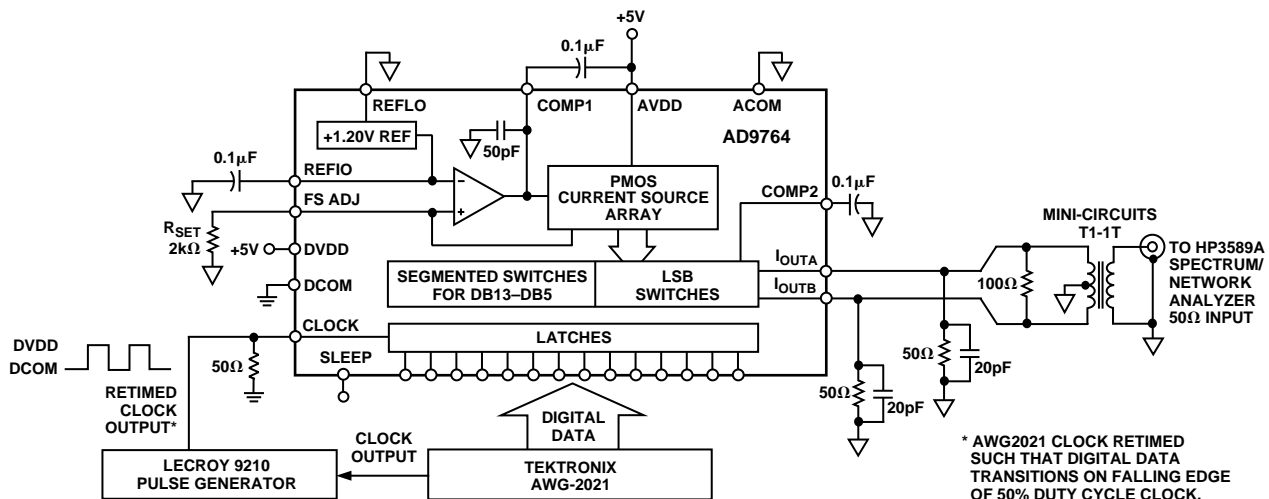 +5V
0.1µF
REFLO
COMP1
AVDD
ACOM
AD9764
+1.20V REF
50pF
0.1µF
REFIO
PMOS
CURRENT SOURCE
ARRAY
COMP2
0.1µF
FS ADJ
RSET
2kΩ
+5V
DVDD
DCOM
SEGMENTED SWITCHES
FOR DB13–DB5
LSB
SWITCHES
IOUTA
IOUTB
MINI-CIRCUITS
T1-1T
100Ω
TO HP3589A
SPECTRUM/
NETWORK
ANALYZER
50Ω INPUT
CLOCK
LATCHES
DVDD
DCOM
50Ω
SLEEP
50Ω
20pF
50Ω
20pF
RETIMED
CLOCK
OUTPUT*
DIGITAL
DATA
CLOCK
OUTPUT
LECROY 9210
PULSE GENERATOR
TEKTRONIX
AWG-2021
* AWG2021 CLOCK RETIMED
SUCH THAT DIGITAL DATA
TRANSITIONS ON FALLING EDGE
OF 50% DUTY CYCLE CLOCK.